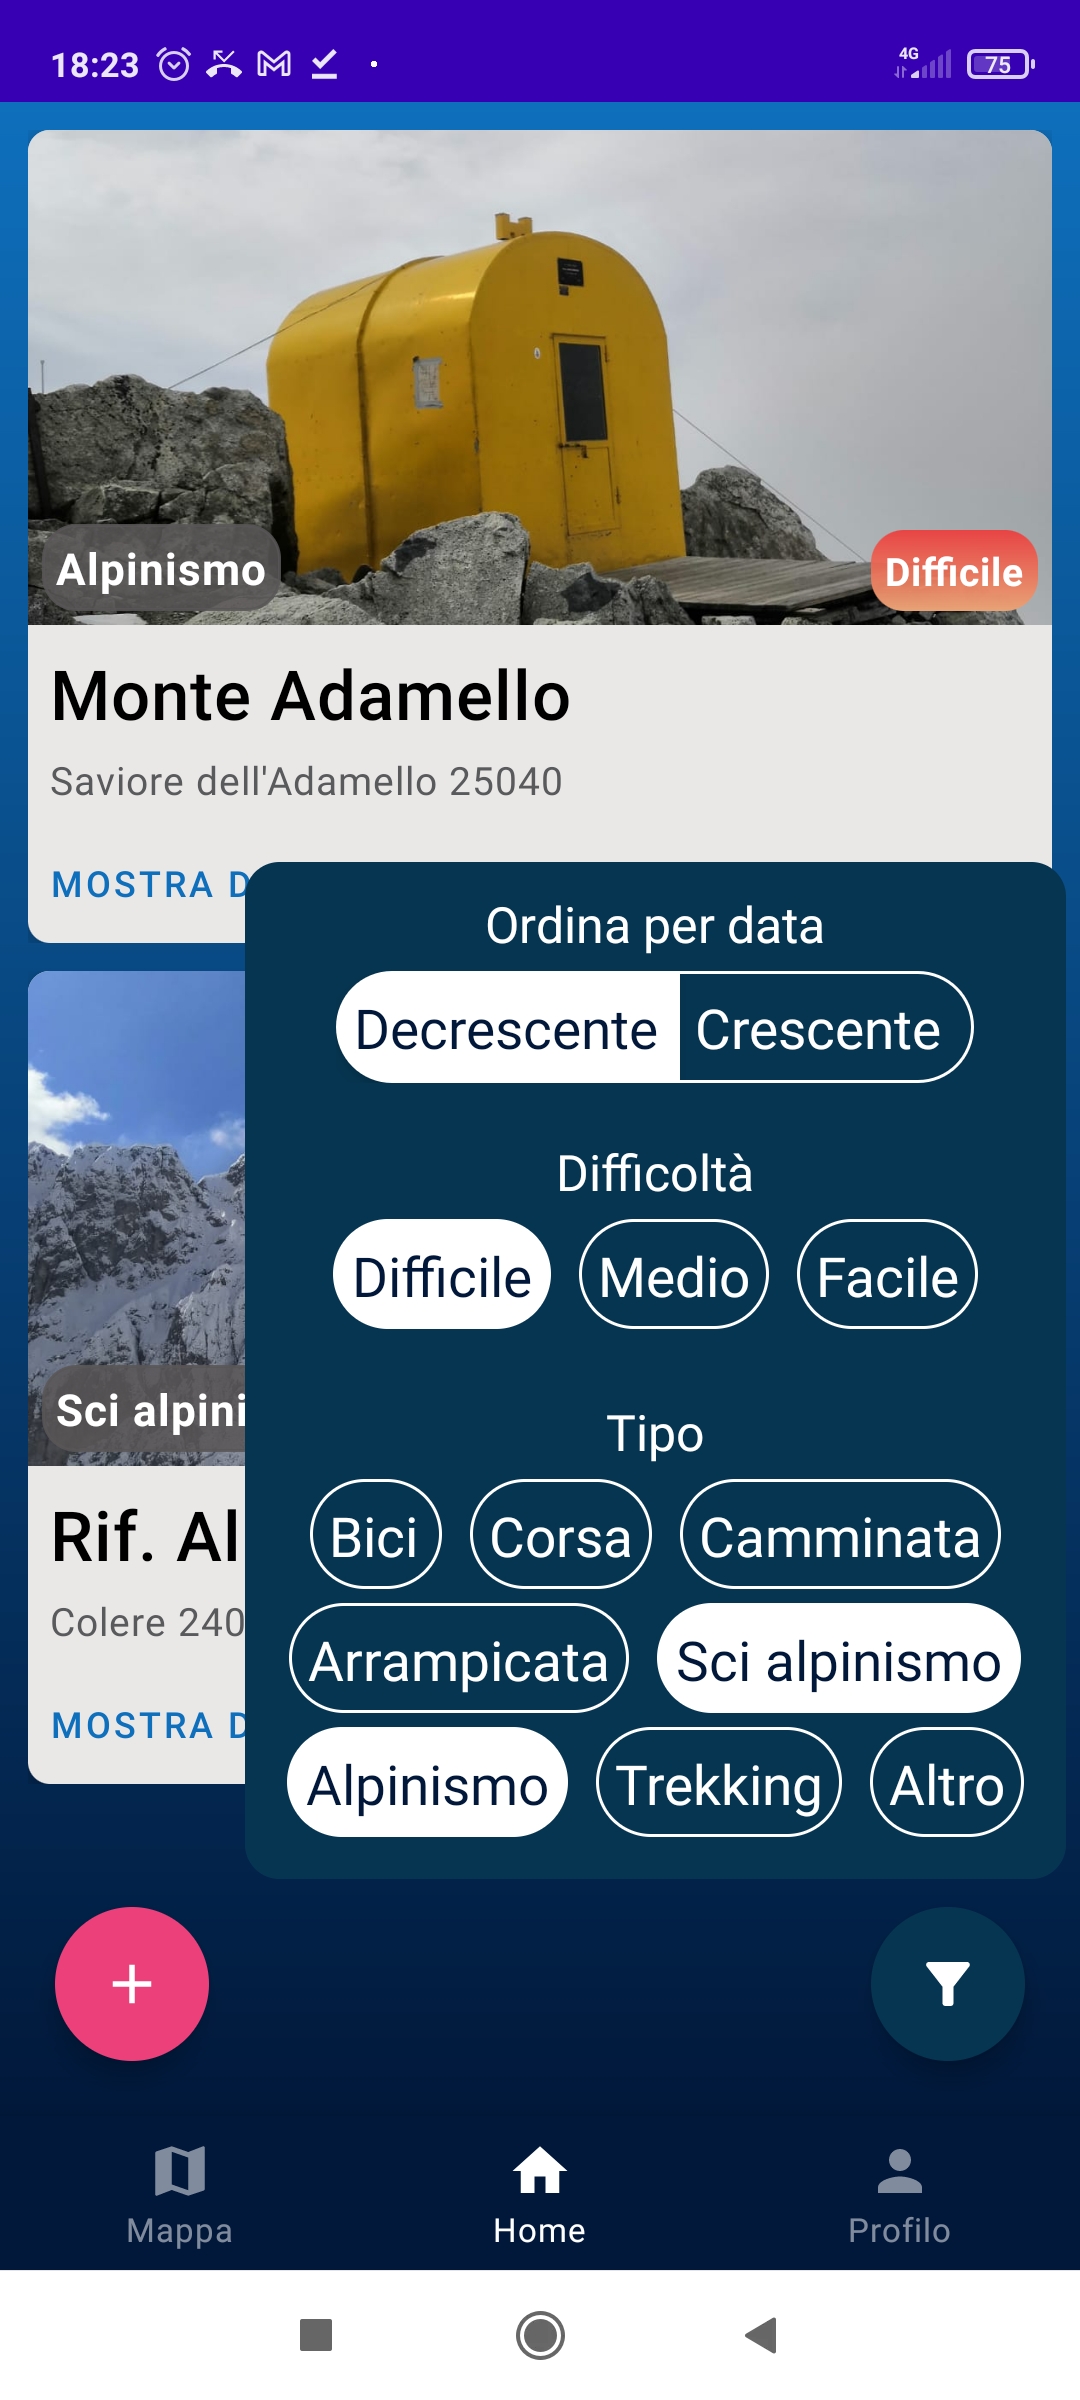 18:23
4G
75
Alpinismo
Difficile
Monte Adamello
Saviore dell'Adamello 25040
MOSTRA D
Ordina per data
Decrescente Crescente
Difficoltà
Difficile Medio Facile
Sci alpini
Tipo
Rif. Al
Bici Corsa Camminata
Colere 240
Arrampicata Sci alpinismo
MOSTRA D
Alpinismo Trekking Altro
Mappa Home Profilo